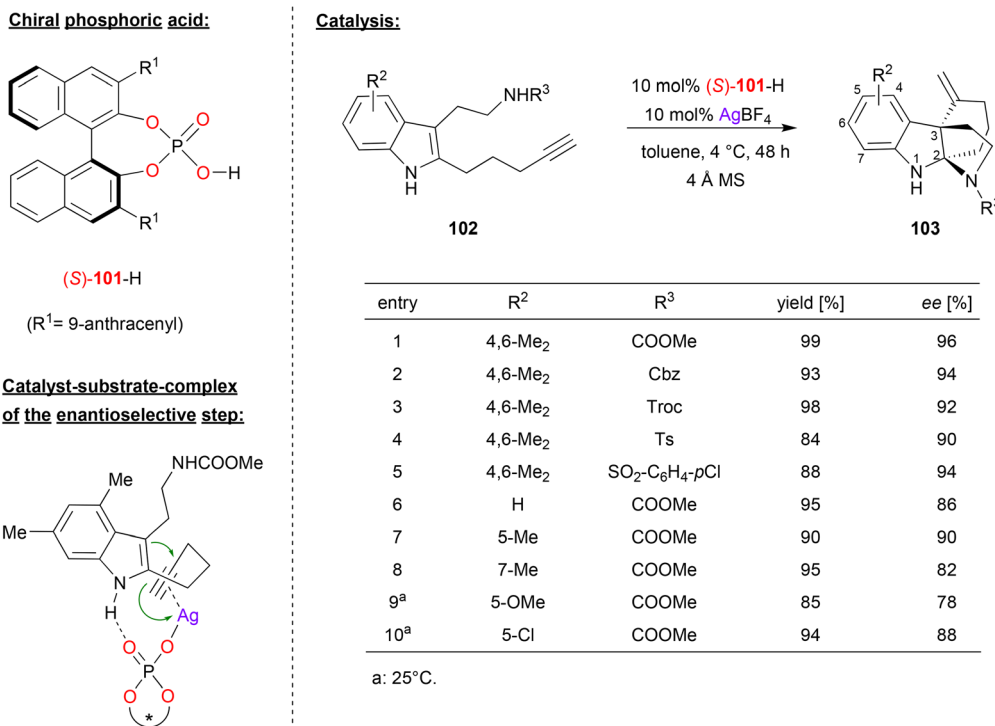 Chiral phosphoric acid:
R¹
O
O
P
O
O–H
R¹
(S)-101-H
(R¹= 9-anthracenyl)
Catalyst-substrate-complex
of the enantioselective step:
NHCOOMe
Me
Me
N
H
Ag
O
O
P
O
O
*
Catalysis:
R²
NHR³
N
H
102
10 mol% (S)-101-H
10 mol% AgBF₄
toluene, 4 °C, 48 h
4 Å MS
R²
5
4
6
3
7
1
2
NH
N
103
entry R² R³ yield [%] ee [%]
1 4,6-Me₂ COOMe 99 96
2 4,6-Me₂ Cbz 93 94
3 4,6-Me₂ Troc 98 92
4 4,6-Me₂ Ts 84 90
5 4,6-Me₂ SO₂-C₆H₄-pCl 88 94
6 H COOMe 95 86
7 5-Me COOMe 90 90
8 7-Me COOMe 95 82
9ᵃ 5-OMe COOMe 85 78
10ᵃ 5-Cl COOMe 94 88
a: 25°C.